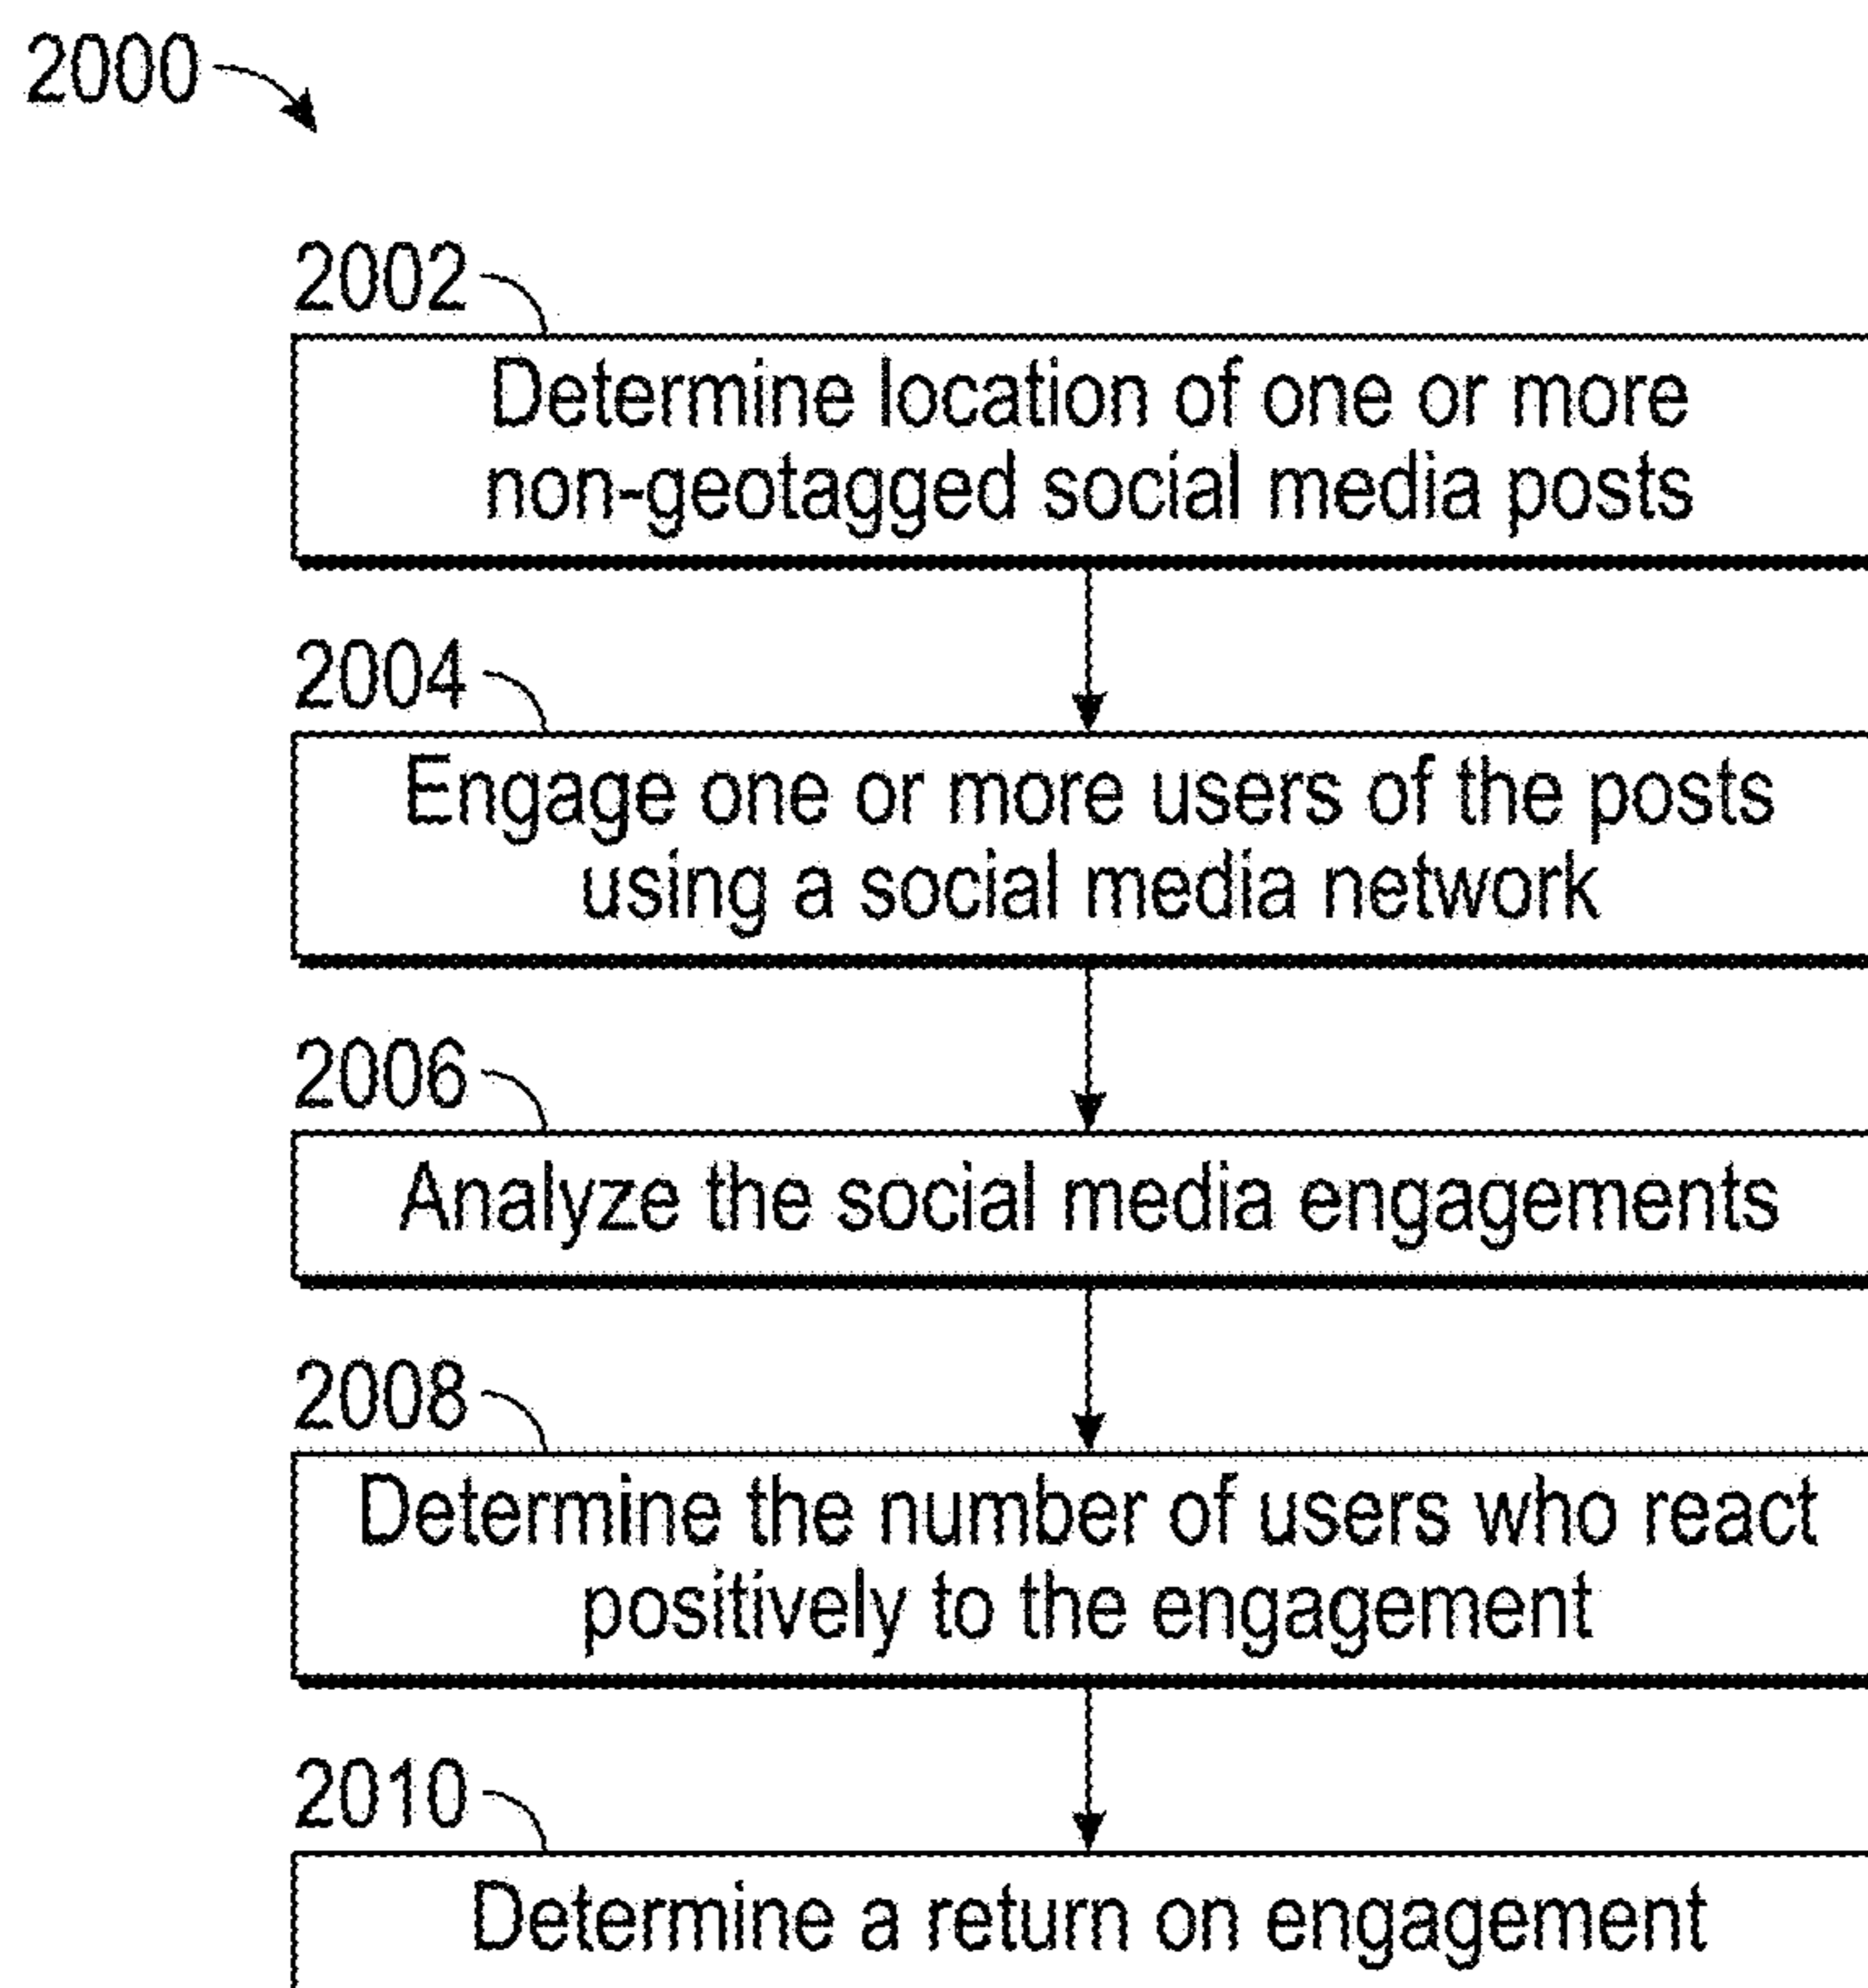 2000
2002
Determine location of one or more
non-geotagged social media posts
2004
Engage one or more users of the posts
using a social media network
2006
Analyze the social media engagements
2008
Determine the number of users who react
positively to the engagement
2010
Determine a return on engagement